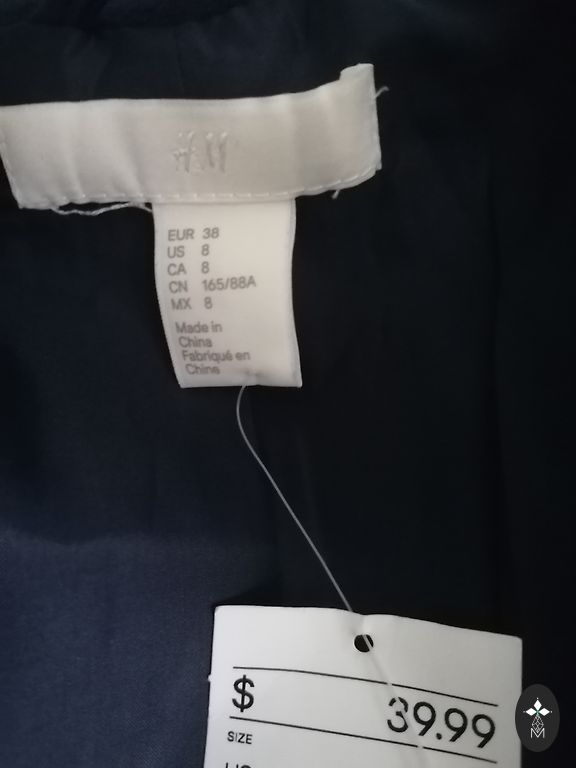 H&M
EUR 38
US 8
CA 8
CN 165/88A
MX 8
Made in
China
Fabriqué en
Chine
$ 39.99
SIZE